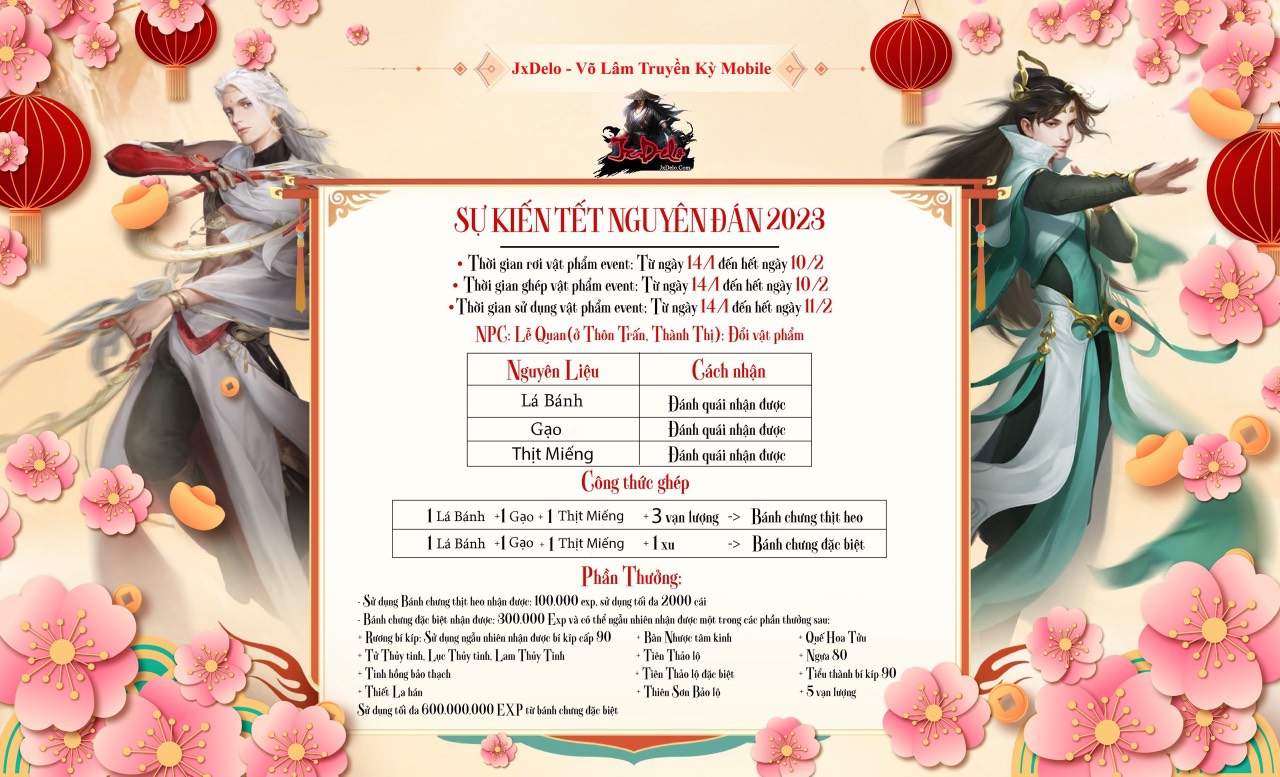 JxDelo - Võ Lâm Truyền Kỳ Mobile
JxDelo
JxDelo.Com
SỰ KIẾN TẾT NGUYÊN ĐÁN 2023
• Thời gian rơi vật phẩm event: Từ ngày 14/1 đến hết ngày 10/2
• Thời gian ghép vật phẩm event: Từ ngày 14/1 đến hết ngày 10/2
• Thời gian sử dụng vật phẩm event: Từ ngày 14/1 đến hết ngày 11/2
NPC: Lễ Quan(ở Thôn Trấn, Thành Thị): Đổi vật phẩm
Nguyên Liệu Cách nhận
Lá Bánh Đánh quái nhận được
Gạo Đánh quái nhận được
Thịt Miếng Đánh quái nhận được
Công thức ghép
1 Lá Bánh +1 Gạo + 1 Thịt Miếng + 3 vạn lượng -> Bánh chưng thịt heo
1 Lá Bánh +1 Gạo + 1 Thịt Miếng + 1 xu -> Bánh chưng đặc biệt
Phần Thưởng:
- Sử dụng Bánh chưng thịt heo nhận được: 100.000 exp, sử dụng tối đa 2000 cái
- Bánh chưng đặc biệt nhận được: 300.000 Exp và có thể ngẫu nhiên nhận được một trong các phần thưởng sau:
+ Rương bí kíp: Sử dụng ngẫu nhiên nhận được bí kíp cấp 90 + Bàn Nhược tâm kinh + Quế Hoa Tửu
+ Tử Thủy tinh, Lục Thủy tinh, Lam Thủy Tinh + Tiên Thảo lộ + Ngựa 80
+ Tinh hồng bảo thạch + Tiên Thảo lộ đặc biệt + Tiểu thành bí kíp 90
+ Thiết La hán + Thiên Sơn Bảo lộ + 5 vạn lượng
Sử dụng tối đa 600.000.000 EXP từ bánh chưng đặc biệt